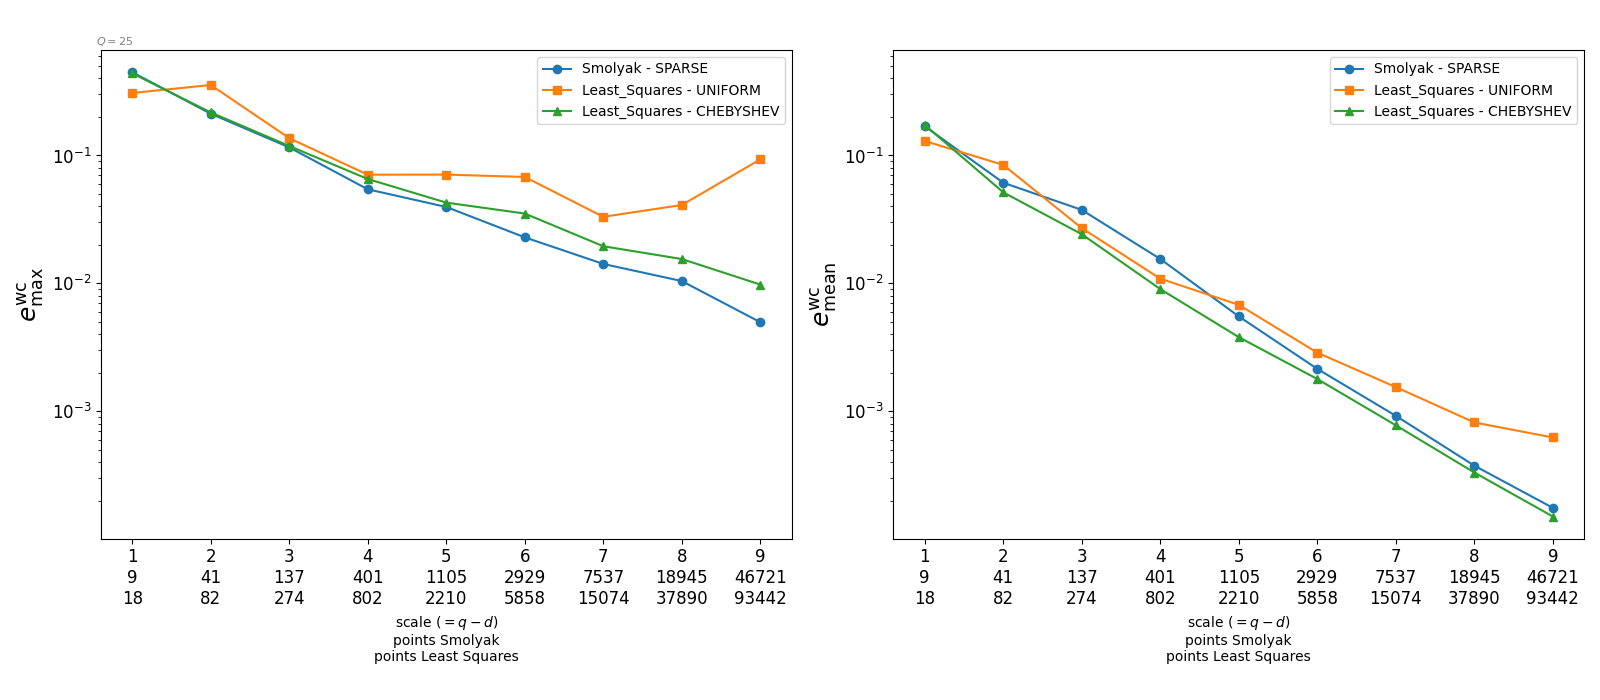 Q = 25
Smolyak - SPARSE
Least_Squares - UNIFORM
Least_Squares - CHEBYSHEV
10⁻¹
10⁻²
10⁻³
e^wc_max
1 2 3 4 5 6 7 8 9
9 41 137 401 1105 2929 7537 18945 46721
18 82 274 802 2210 5858 15074 37890 93442
scale (= q − d)
points Smolyak
points Least Squares
Smolyak - SPARSE
Least_Squares - UNIFORM
Least_Squares - CHEBYSHEV
10⁻¹
10⁻²
10⁻³
e^wc_mean
1 2 3 4 5 6 7 8 9
9 41 137 401 1105 2929 7537 18945 46721
18 82 274 802 2210 5858 15074 37890 93442
scale (= q − d)
points Smolyak
points Least Squares